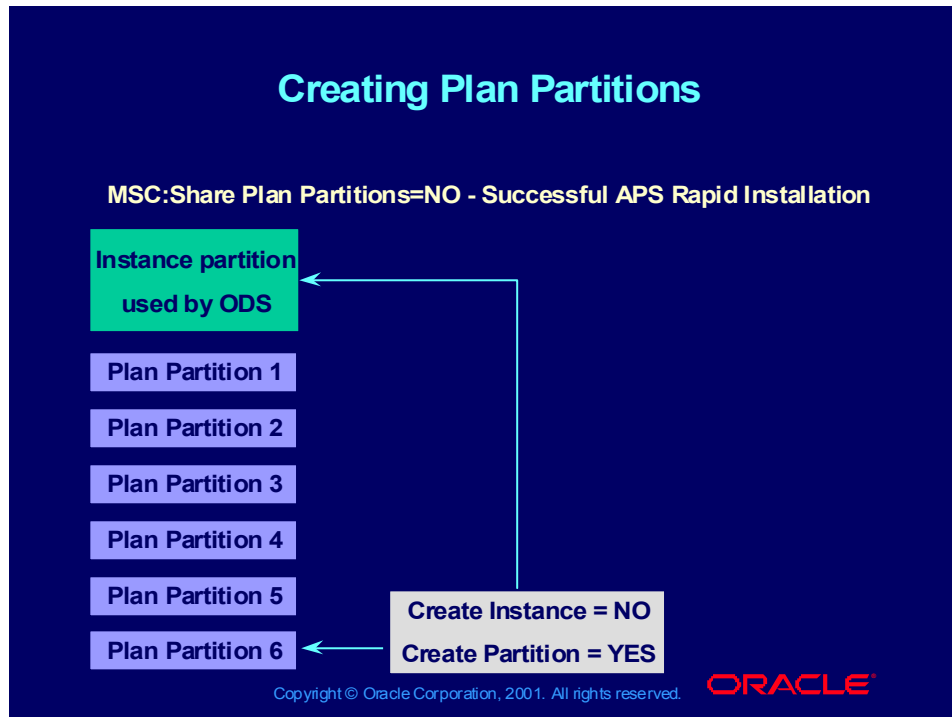 Creating Plan Partitions
MSC:Share Plan Partitions=NO - Successful APS Rapid Installation
Instance partition
used by ODS
Plan Partition 1
Plan Partition 2
Plan Partition 3
Plan Partition 4
Plan Partition 5
Plan Partition 6
Create Instance = NO
Create Partition = YES
Copyright © Oracle Corporation, 2001. All rights reserved.
ORACLE